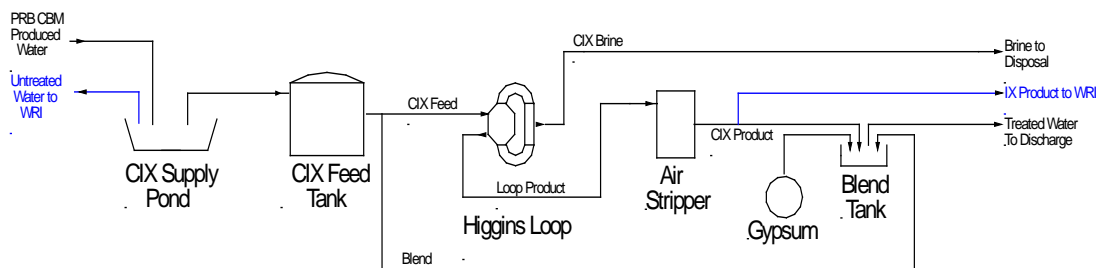 PRB CBM
Produced
Water
Untreated
Water to
WRI
CIX Supply
Pond
CIX Feed
Tank
CIX Feed
CIX Brine
Loop Product
Higgins Loop
Blend
Air
Stripper
CIX Product
Gypsum
Blend
Tank
Brine to
Disposal
IX Product to WRI
Treated Water
To Discharge